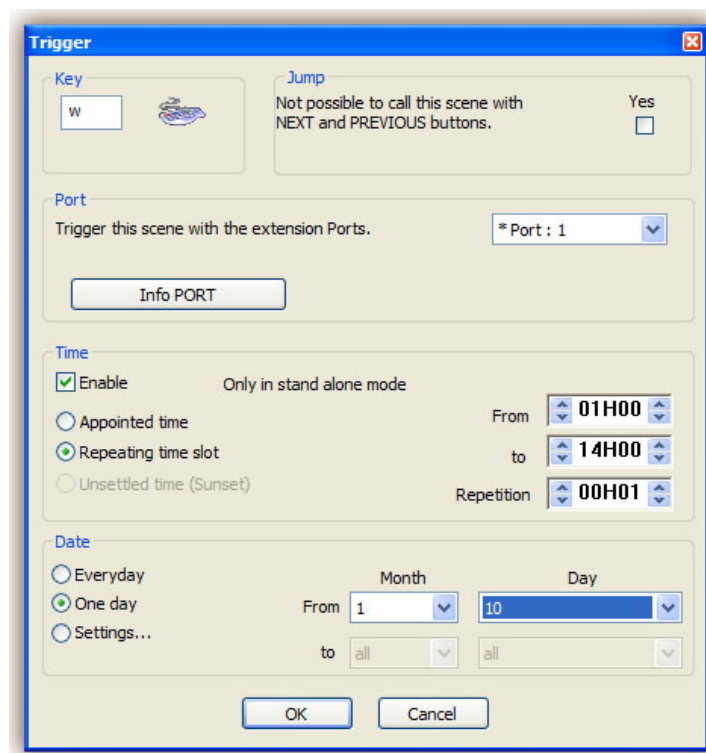 Trigger
Key
w
Jump
Not possible to call this scene with
NEXT and PREVIOUS buttons.
Yes
Port
Trigger this scene with the extension Ports.
* Port : 1
Info PORT
Time
Enable
Only in stand alone mode
Appointed time
Repeating time slot
Unsettled time (Sunset)
From 01H00
to 14H00
Repetition 00H01
Date
Everyday
One day
Settings...
Month Day
From 1 10
to all all
OK Cancel